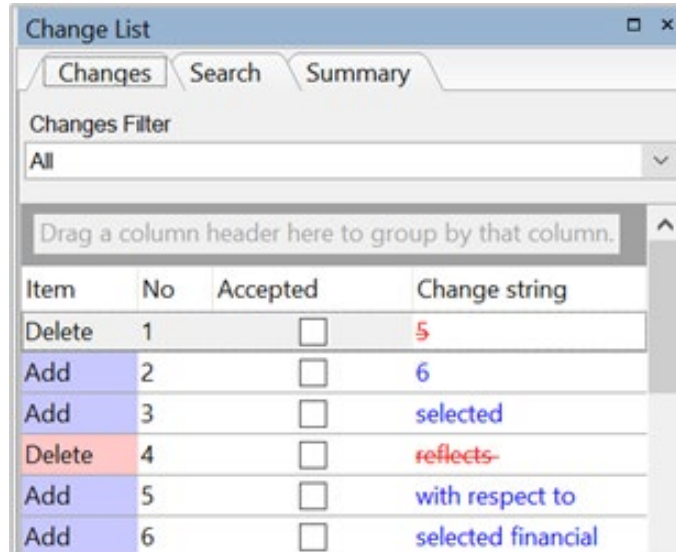 Change List
Changes Search Summary
Changes Filter
All
Drag a column header here to group by that column.
Item No Accepted Change string
Delete 1 5
Add 2 6
Add 3 selected
Delete 4 reflects
Add 5 with respect to
Add 6 selected financial